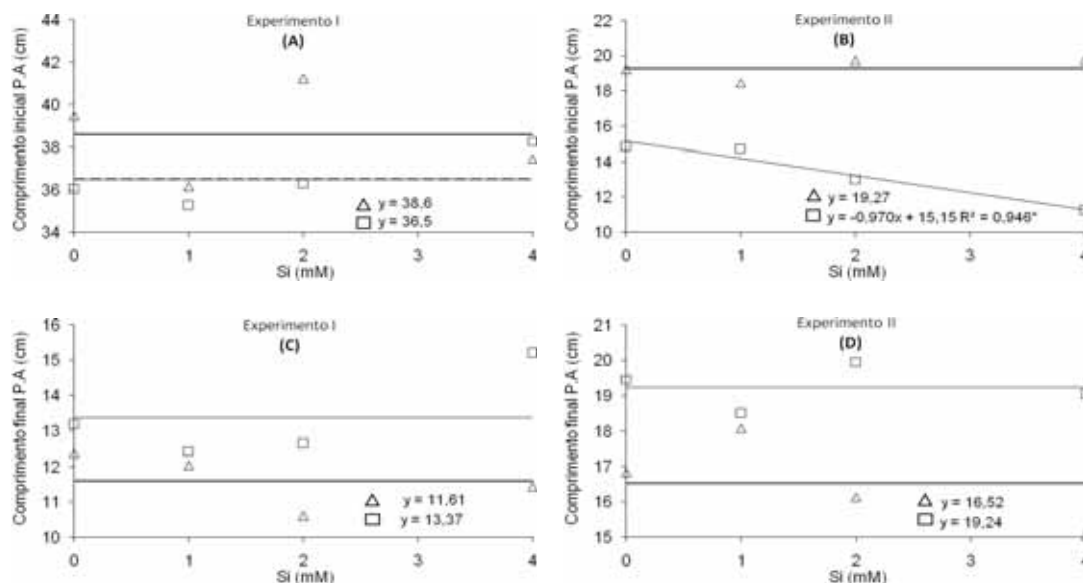 Experimento I
(A)
Comprimento inicial P.A (cm)
44
42
40
38
36
34
△ y = 38,6
□ y = 36,5
0 1 2 3 4
Si (mM)
Experimento II
(B)
Comprimento inicial P.A (cm)
22
20
18
16
14
12
10
△ y = 19,27
□ y = -0,970x + 15,15 R² = 0,946*
0 1 2 3 4
Si (mM)
Experimento I
(C)
Comprimento final P.A (cm)
16
15
14
13
12
11
10
△ y = 11,61
□ y = 13,37
0 1 2 3 4
Si (mM)
Experimento II
(D)
Comprimento final P.A (cm)
21
20
19
18
17
16
15
△ y = 16,52
□ y = 19,24
0 1 2 3 4
Si (mM)